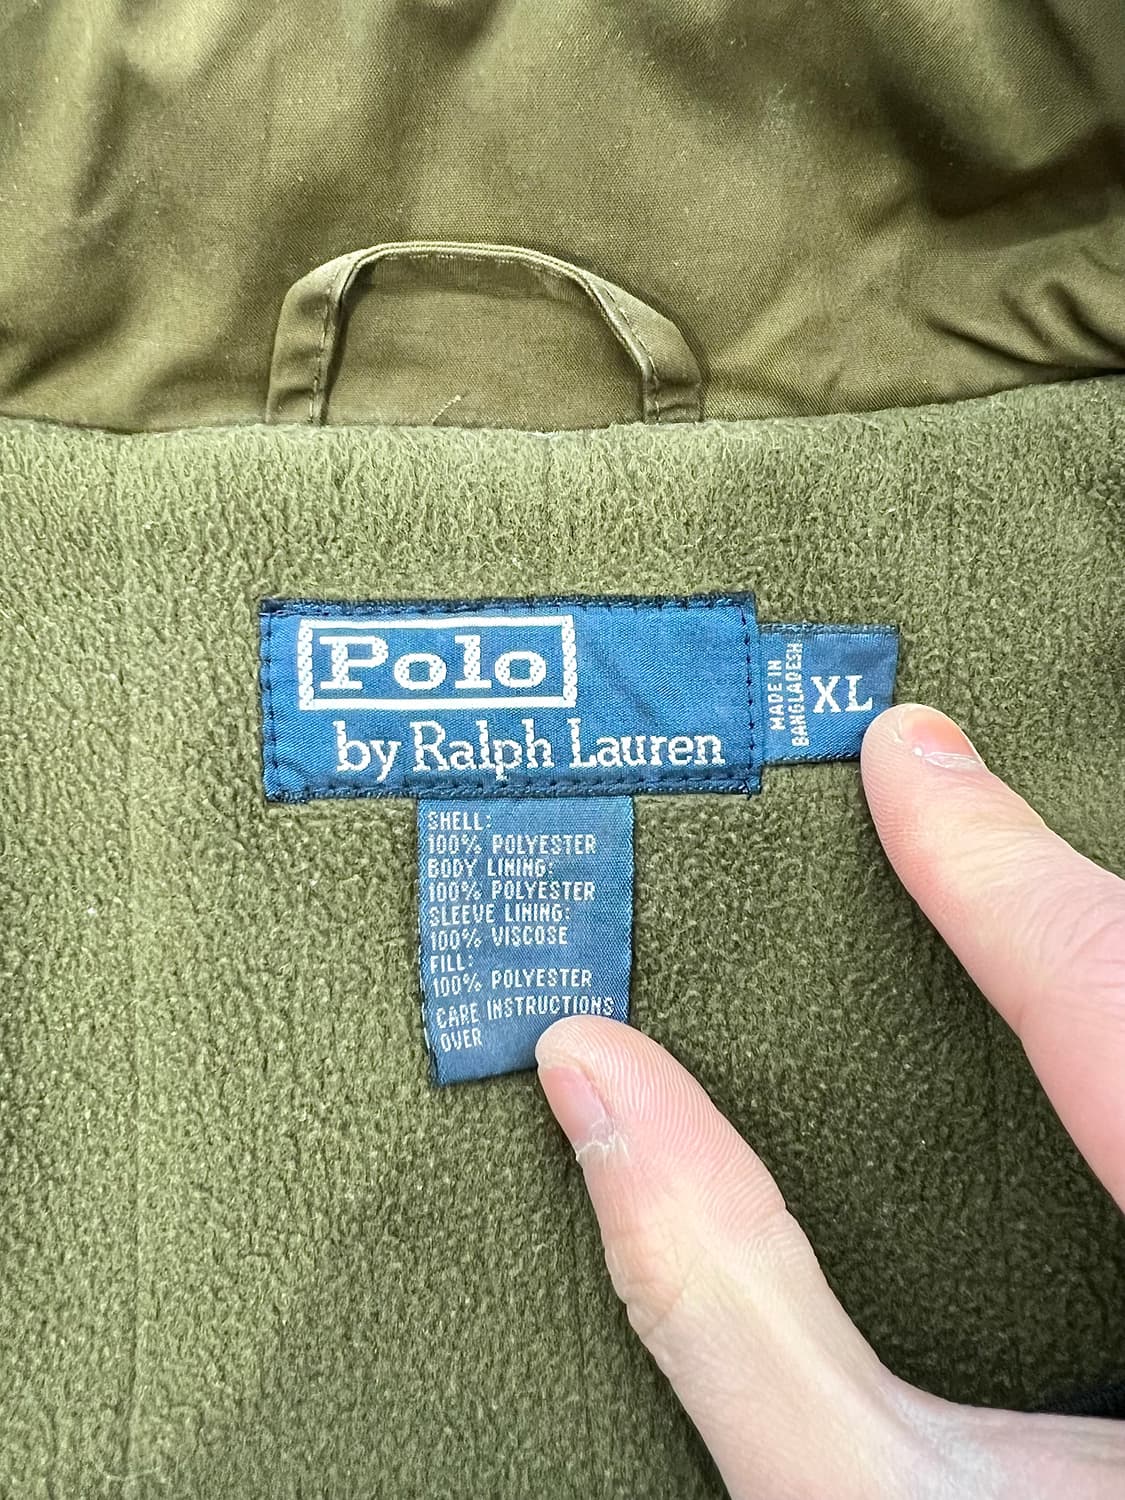 Polo
by Ralph Lauren
MADE IN
BANGLADESH
XL
SHELL:
100% POLYESTER
BODY LINING:
100% POLYESTER
SLEEVE LINING:
100% VISCOSE
FILL:
100% POLYESTER
CARE INSTRUCTIONS
OVER